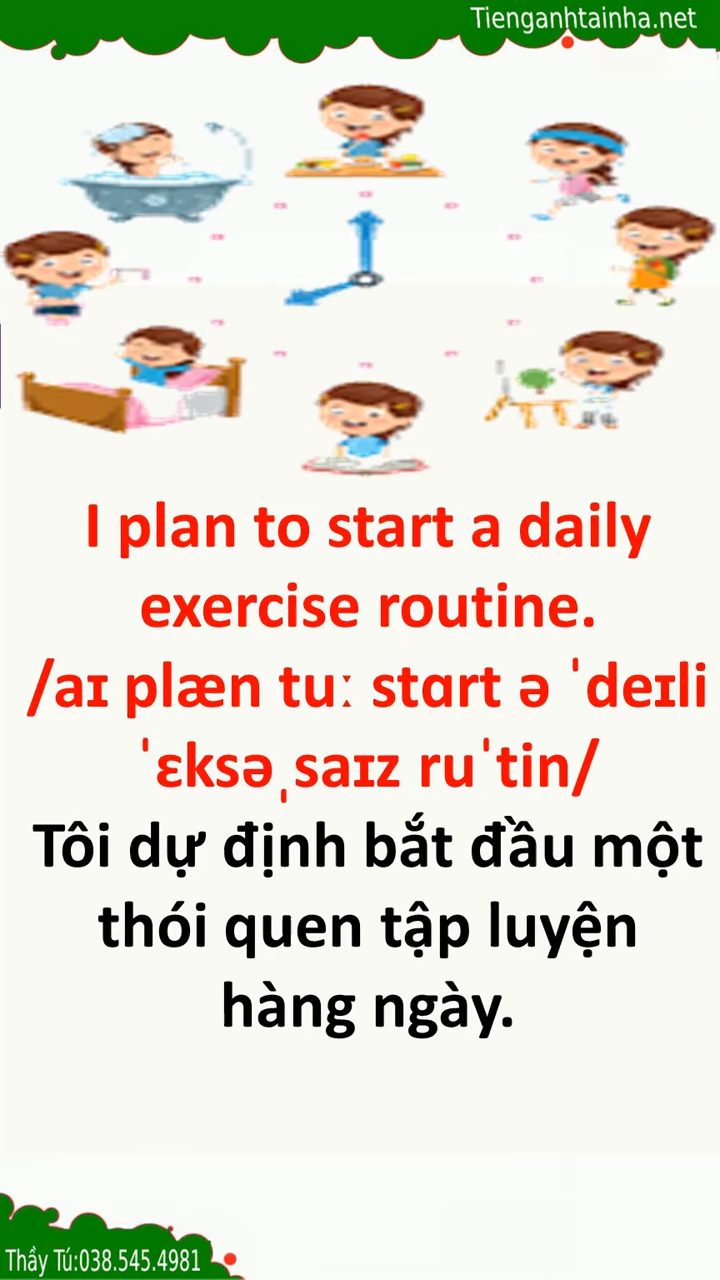 Tienganhtainha.net
I plan to start a daily
exercise routine.
/aɪ plæn tuː stɑrt ə ˈdeɪli
ˈɛksəˌsaɪz ruˈtin/
Tôi dự định bắt đầu một
thói quen tập luyện
hàng ngày.
Thầy Tú:038.545.4981